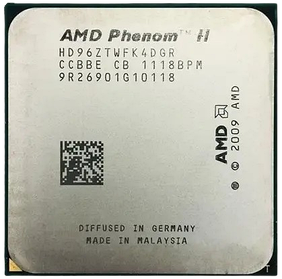 AMD Phenom™ II
HD96ZTWFK4DGR
CCBBE CB 1118BPM
9R26901G10118
AMD
© 2009 AMD
DIFFUSED IN GERMANY
MADE IN MALAYSIA
T